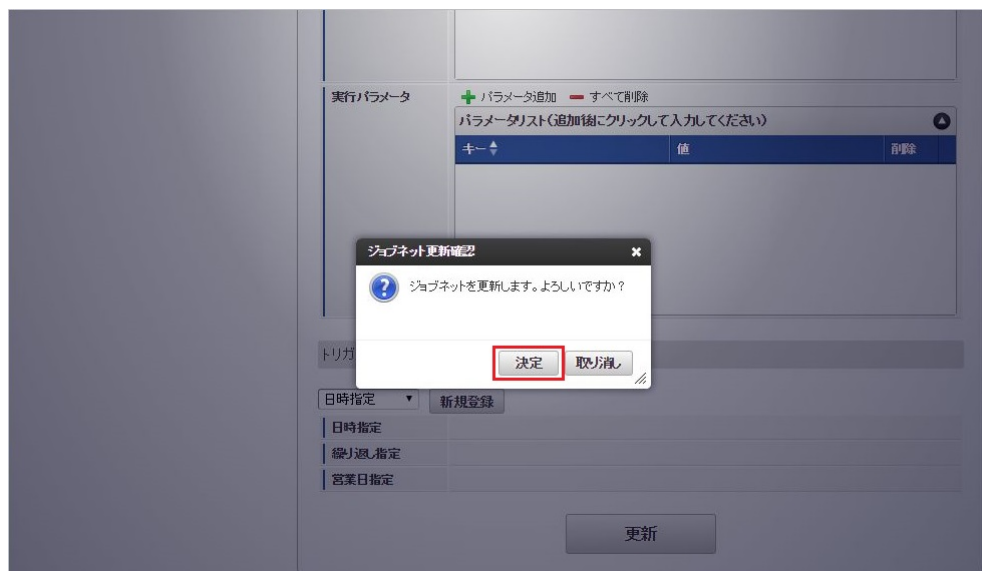 実行パラメータ
パラメータ追加 すべて削除
パラメータリスト(追加後にクリックして入力してください)
キー 値 削除
ジョブネット更新確認
ジョブネットを更新します。よろしいですか?
決定 取り消し
トリガ
日時指定 新規登録
日時指定
繰り返し指定
営業日指定
更新